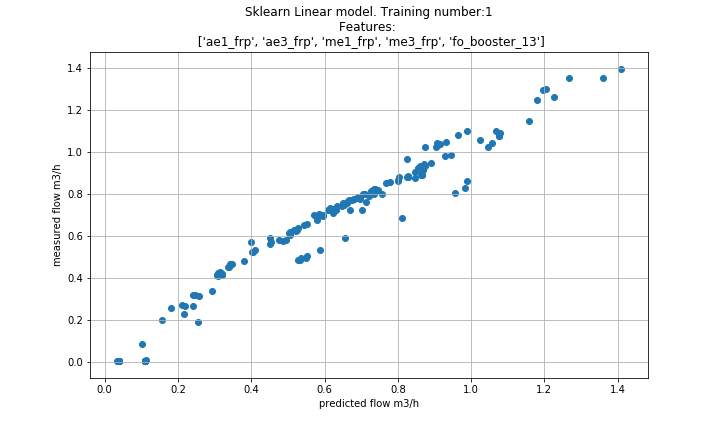 Sklearn Linear model. Training number:1
Features:
['ae1_frp', 'ae3_frp', 'me1_frp', 'me3_frp', 'fo_booster_13']
measured flow m3/h
1.4
1.2
1.0
0.8
0.6
0.4
0.2
0.0
0.0 0.2 0.4 0.6 0.8 1.0 1.2 1.4
predicted flow m3/h